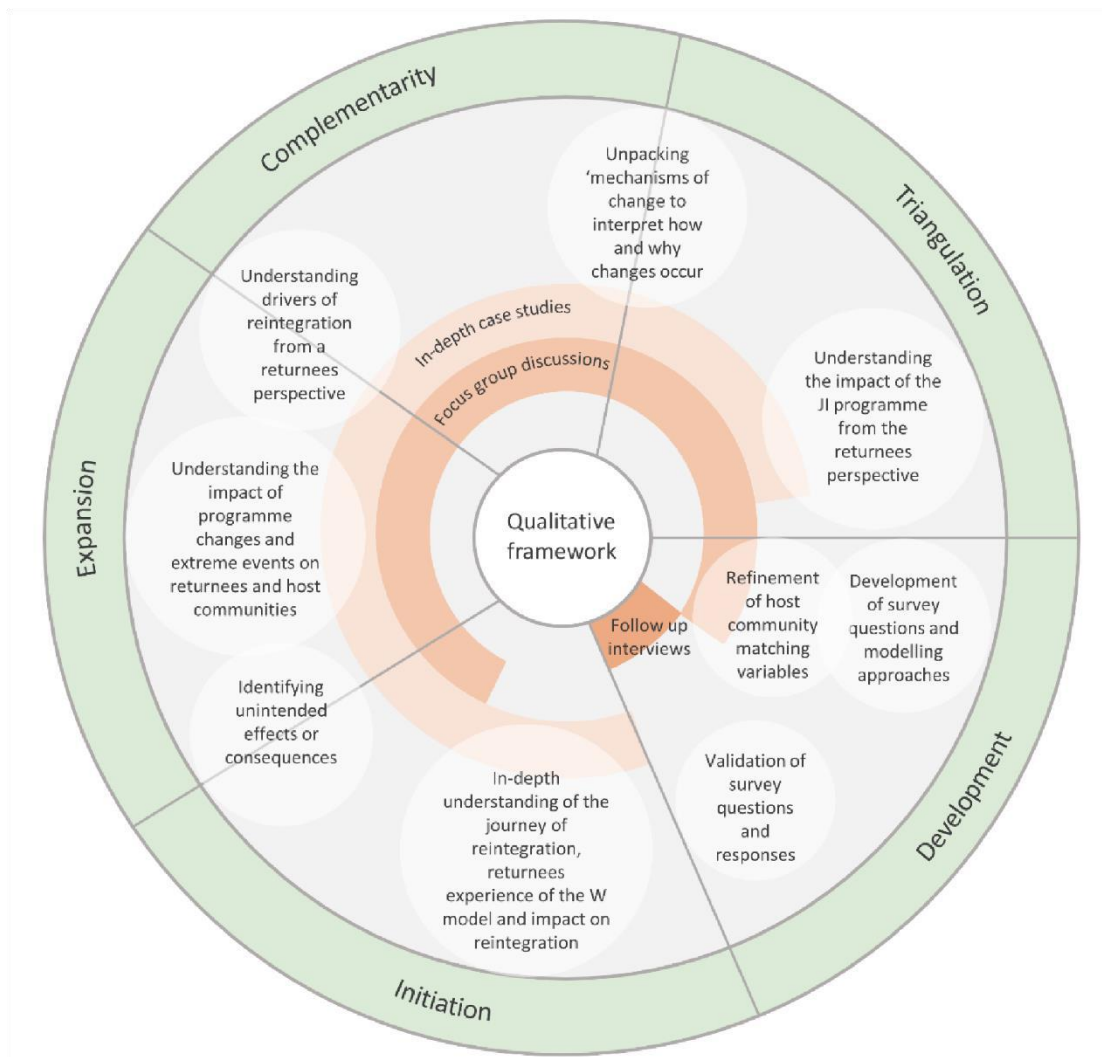 Complementarity
Triangulation
Unpacking
‘mechanisms of
change to
interpret how
and why
changes occur
Understanding
drivers of
reintegration
from a
returnees
perspective
In-depth case studies
Focus group discussions
Understanding
the impact of the
JI programme
from the
returnees
perspective
Expansion
Understanding the
impact of
programme
changes and
extreme events on
returnees and host
communities
Qualitative
framework
Follow up
interviews
Refinement
of host
community
matching
variables
Development
of survey
questions and
modelling
approaches
Identifying
unintended
effects or
consequences
In-depth
understanding of the
journey of
reintegration,
returnees
experience of the W
model and impact on
reintegration
Validation of
survey
questions
and
responses
Development
Initiation